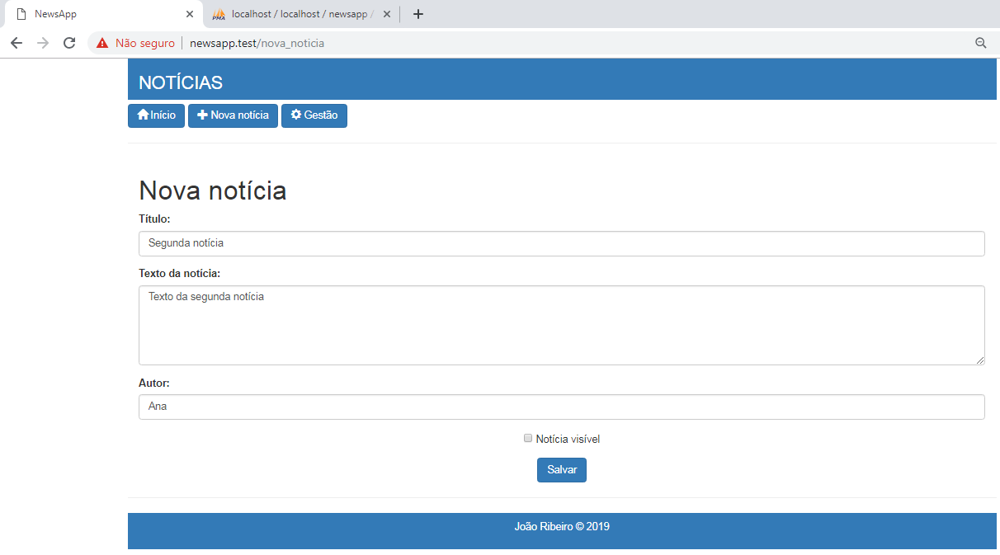 NewsApp
PMA localhost / localhost / newsapp /
Não seguro newsapp.test/nova_noticia
NOTÍCIAS
Início Nova notícia Gestão
Nova notícia
Título:
Segunda notícia
Texto da notícia:
Texto da segunda notícia
Autor:
Ana
Notícia visível
Salvar
João Ribeiro © 2019